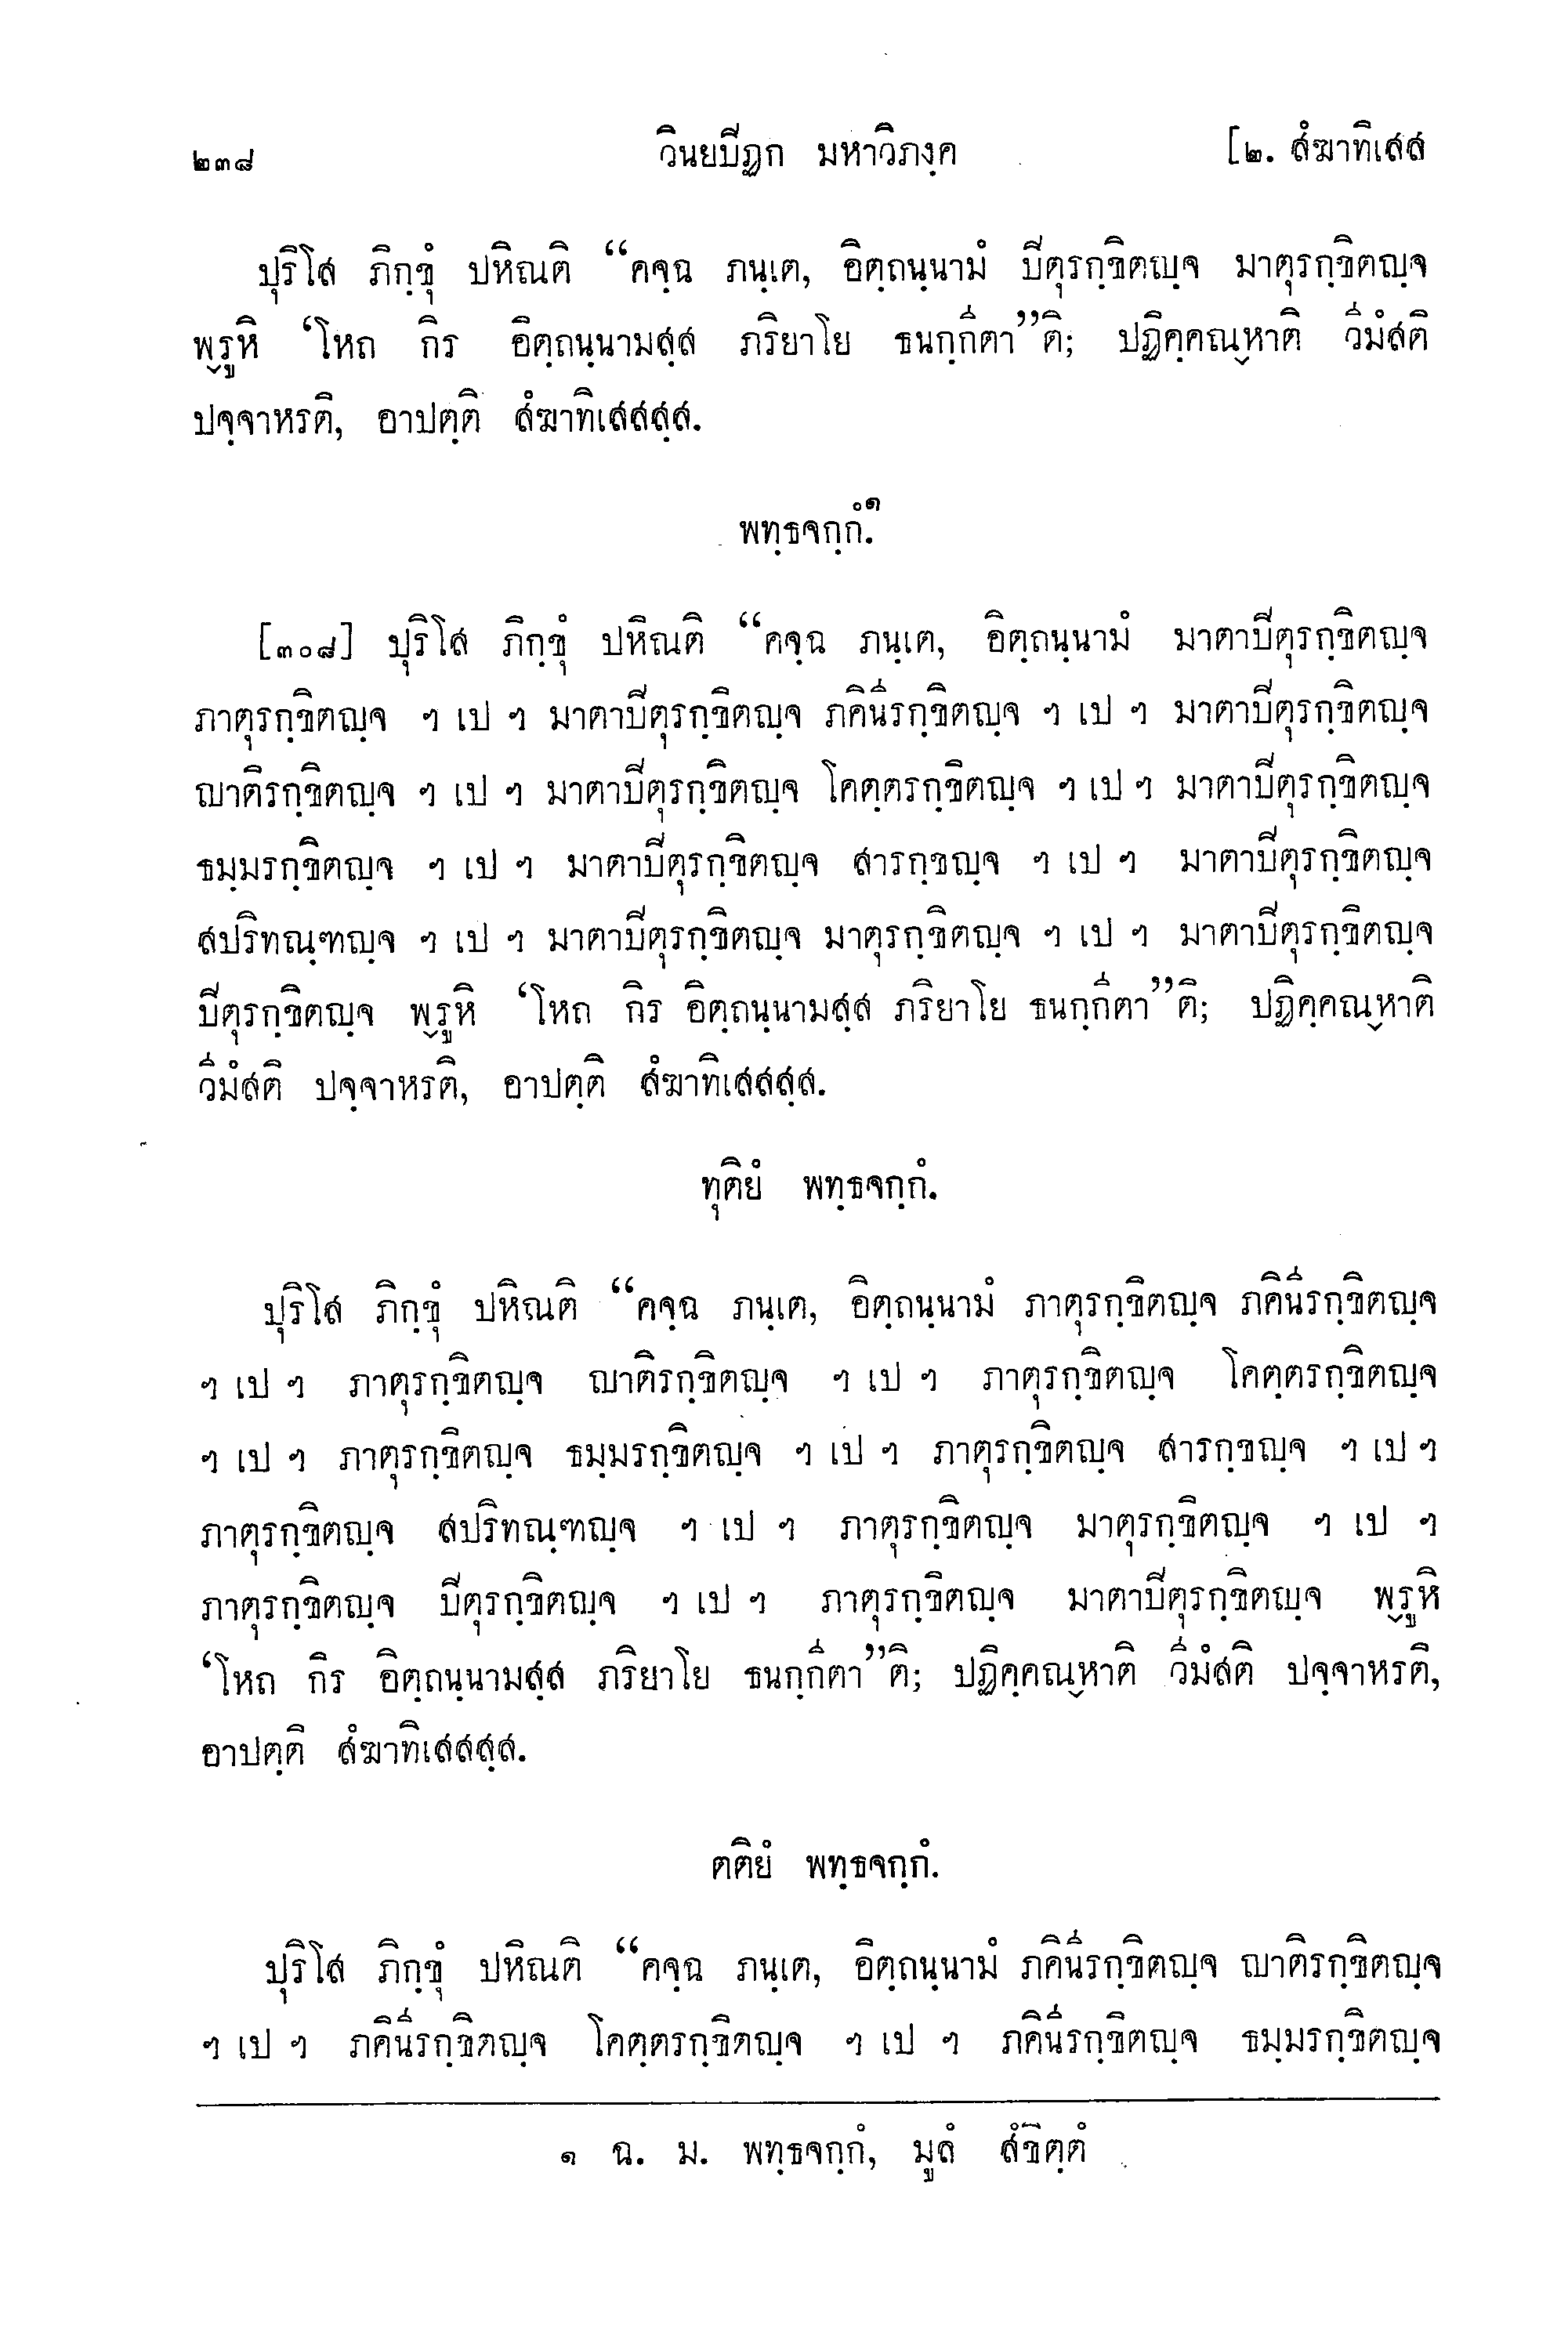 ๒๓๘ วินยปีฏก มหาวิภงฺค [๒. สํฆาทิเสส
ปุริโส ภิกฺขุํ ปหิณติ “คจฺฉ ภนฺเต, อิตฺถนฺนามํ ปีตุรกฺขิตญฺจ มาตุรกฺขิตญฺจ
พฺรูหิ ‘โหถ กิร อิตฺถนฺนามสฺส ภริยาโย ธนกฺกีตา”ติ; ปฏิคฺคณฺหาติ วีมํสติ
ปจฺจาหรติ, อาปตฺติ สํฆาทิเสสสฺส.
พทฺธจกฺกํ.๑
[๓๐๘] ปุริโส ภิกฺขุํ ปหิณติ “คจฺฉ ภนฺเต, อิตฺถนฺนามํ มาตาปีตุรกฺขิตญฺจ
ภาตุรกฺขิตญฺจ ฯ เป ฯ มาตาปีตุรกฺขิตญฺจ ภคินีรกฺขิตญฺจ ฯ เป ฯ มาตาปีตุรกฺขิตญฺจ
ญาติรกฺขิตญฺจ ฯ เป ฯ มาตาปีตุรกฺขิตญฺจ โคตฺตรกฺขิตญฺจ ฯ เป ฯ มาตาปีตุรกฺขิตญฺจ
ธมฺมรกฺขิตญฺจ ฯ เป ฯ มาตาปีตุรกฺขิตญฺจ สารกฺขญฺจ ฯ เป ฯ มาตาปีตุรกฺขิตญฺจ
สปริทณฺฑญฺจ ฯ เป ฯ มาตาปีตุรกฺขิตญฺจ มาตุรกฺขิตญฺจ ฯ เป ฯ มาตาปีตุรกฺขิตญฺจ
ปีตุรกฺขิตญฺจ พฺรูหิ ‘โหถ กิร อิตฺถนฺนามสฺส ภริยาโย ธนกฺกีตา”ติ; ปฏิคฺคณฺหาติ
วีมํสติ ปจฺจาหรติ, อาปตฺติ สํฆาทิเสสสฺส.
ทุติยํ พทฺธจกฺกํ.
ปุริโส ภิกฺขุํ ปหิณติ “คจฺฉ ภนฺเต, อิตฺถนฺนามํ ภาตุรกฺขิตญฺจ ภคินีรกฺขิตญฺจ
ฯ เป ฯ ภาตุรกฺขิตญฺจ ญาติรกฺขิตญฺจ ฯ เป ฯ ภาตุรกฺขิตญฺจ โคตฺตรกฺขิตญฺจ
ฯ เป ฯ ภาตุรกฺขิตญฺจ ธมฺมรกฺขิตญฺจ ฯ เป ฯ ภาตุรกฺขิตญฺจ สารกฺขญฺจ ฯ เป ฯ
ภาตุรกฺขิตญฺจ สปริทณฺฑญฺจ ฯ เป ฯ ภาตุรกฺขิตญฺจ มาตุรกฺขิตญฺจ ฯ เป ฯ
ภาตุรกฺขิตญฺจ ปีตุรกฺขิตญฺจ ฯ เป ฯ ภาตุรกฺขิตญฺจ มาตาปีตุรกฺขิตญฺจ พฺรูหิ
‘โหถ กิร อิตฺถนฺนามสฺส ภริยาโย ธนกฺกีตา”ติ; ปฏิคฺคณฺหาติ วีมํสติ ปจฺจาหรติ,
อาปตฺติ สํฆาทิเสสสฺส.
ตติยํ พทฺธจกฺกํ.
ปุริโส ภิกฺขุํ ปหิณติ “คจฺฉ ภนฺเต, อิตฺถนฺนามํ ภคินีรกฺขิตญฺจ ญาติรกฺขิตญฺจ
ฯ เป ฯ ภคินีรกฺขิตญฺจ โคตฺตรกฺขิตญฺจ ฯ เป ฯ ภคินีรกฺขิตญฺจ ธมฺมรกฺขิตญฺจ
๑ ฉ. ม. พทฺธจกฺกํ, มูลํ สํขิตฺตํ